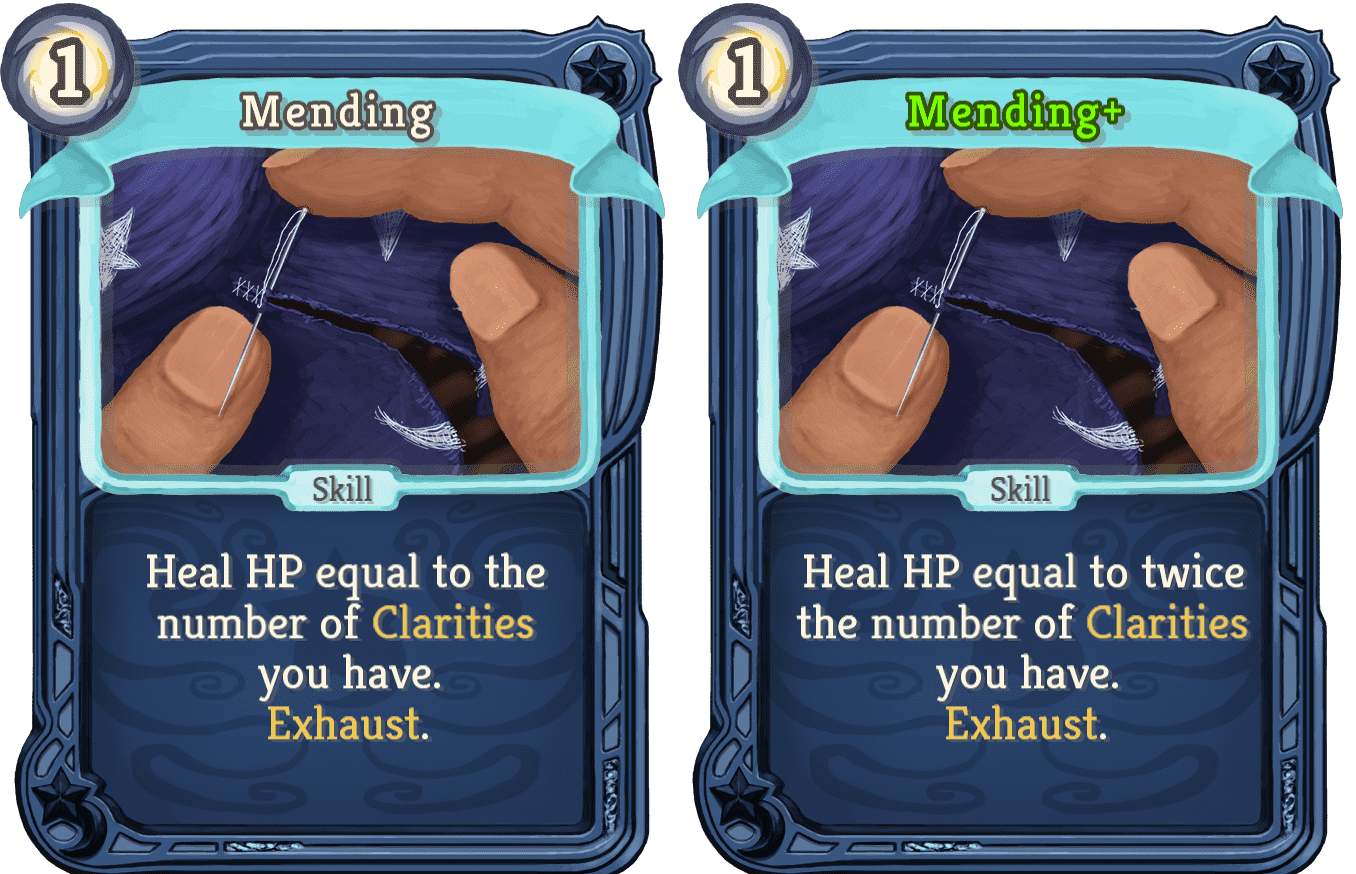 1
Mending
Skill
Heal HP equal to the
number of Clarities
you have.
Exhaust.
1
Mending+
Skill
Heal HP equal to twice
the number of Clarities
you have.
Exhaust.